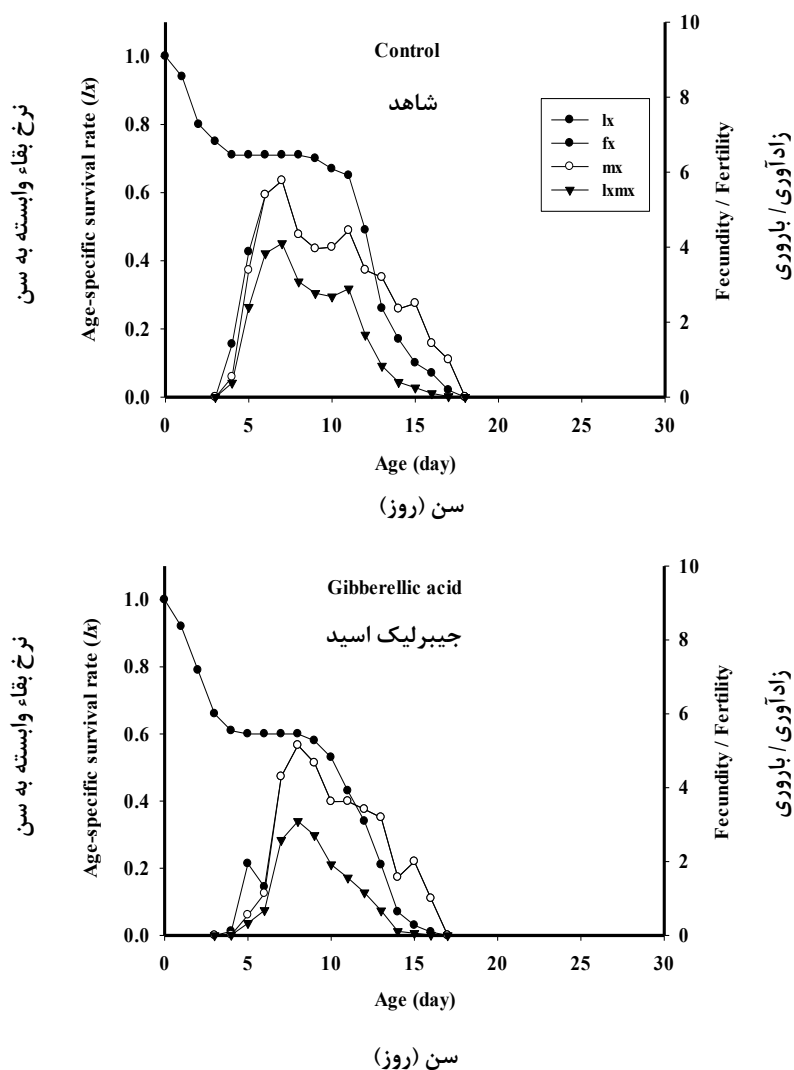 Control
شاهد
lx
fx
mx
lxmx
1.0
0.8
0.6
0.4
0.2
0.0
10
8
6
4
2
0
0 5 10 15 20 25 30
Age-specific survival rate (lx)
نرخ بقاء وابسته به سن
Fecundity / Fertility
زادآوری/ باروری
Age (day)
سن (روز)
Gibberellic acid
جیبرلیک اسید
1.0
0.8
0.6
0.4
0.2
0.0
10
8
6
4
2
0
0 5 10 15 20 25 30
Age-specific survival rate (lx)
نرخ بقاء وابسته به سن
Fecundity / Fertility
زادآوری/ باروری
Age (day)
سن (روز)